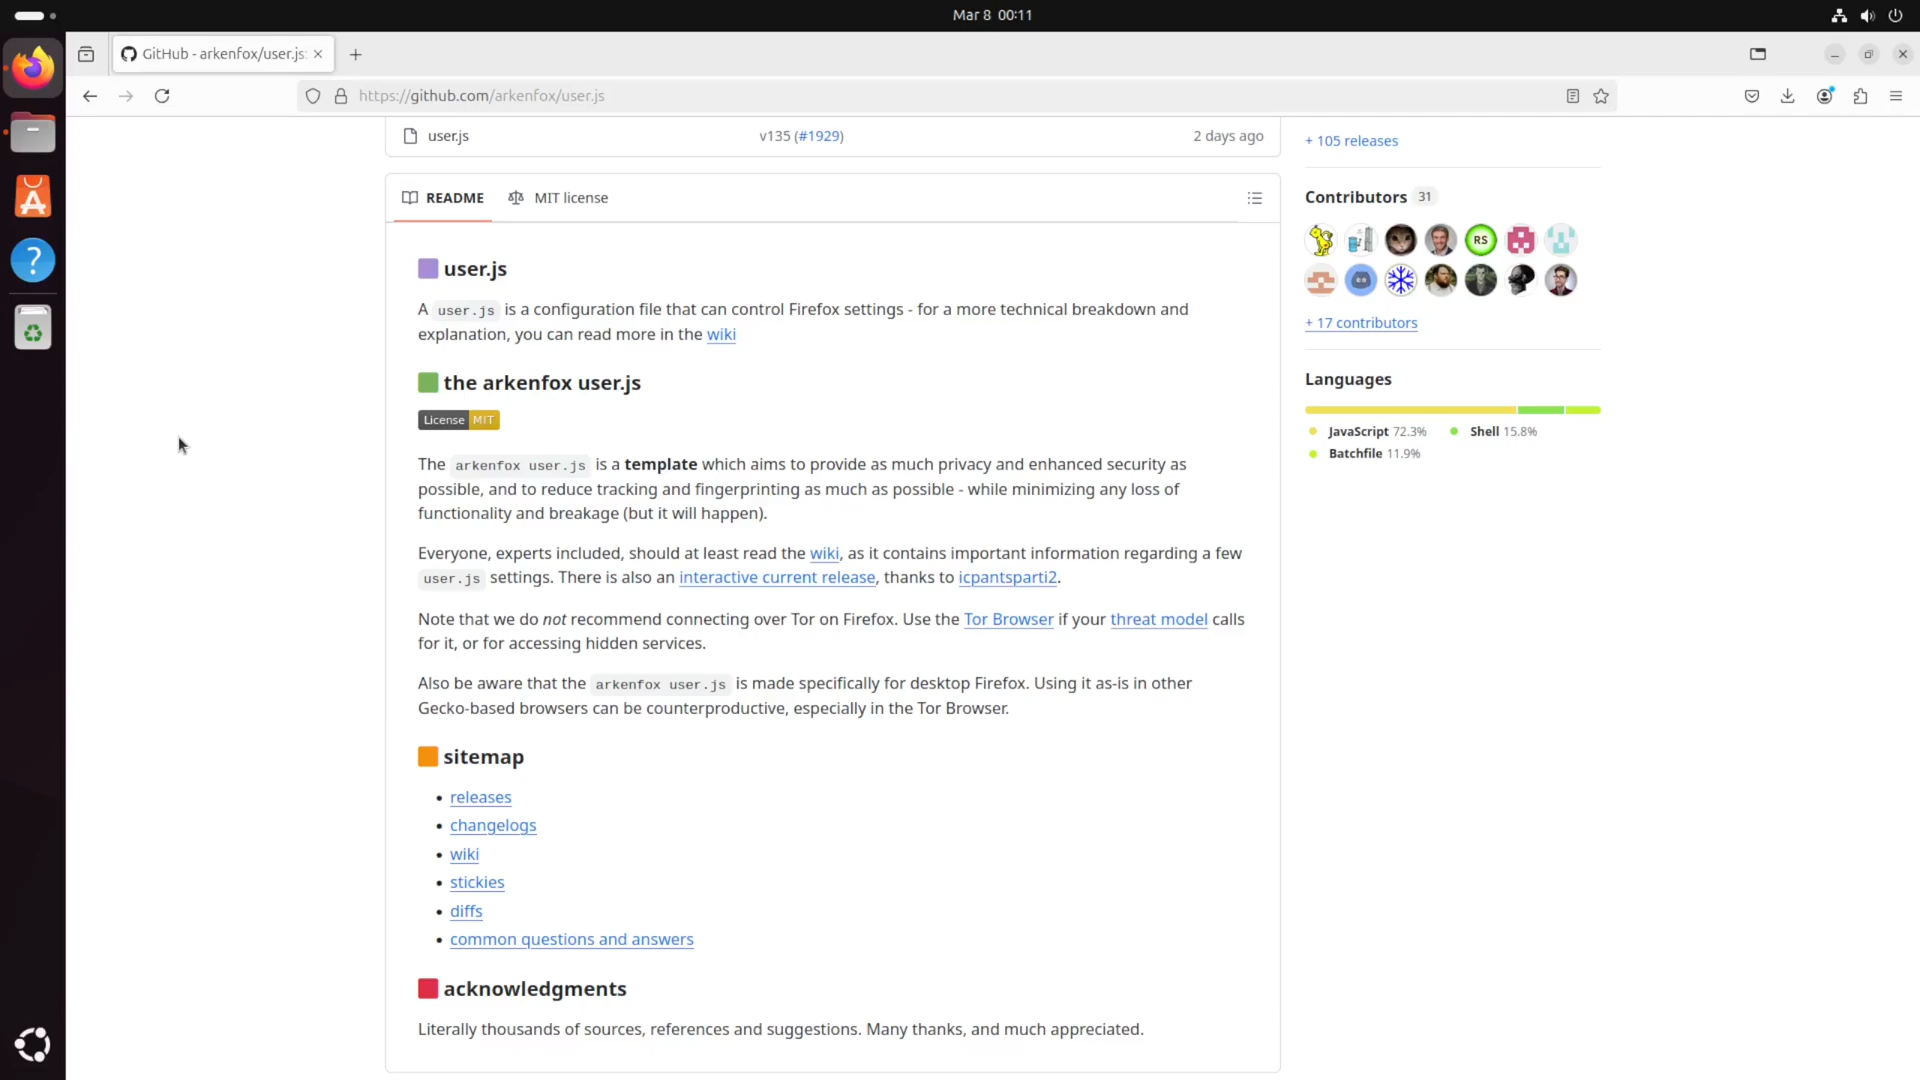 Mar 8 00:11
GitHub - arkenfox/user.js:
https://github.com/arkenfox/user.js
user.js v135 (#1929) 2 days ago
+ 105 releases
README MIT license
Contributors 31
RS
+ 17 contributors
Languages
JavaScript 72.3% Shell 15.8%
Batchfile 11.9%
user.js
A user.js is a configuration file that can control Firefox settings - for a more technical breakdown and
explanation, you can read more in the wiki
the arkenfox user.js
License MIT
The arkenfox user.js is a template which aims to provide as much privacy and enhanced security as
possible, and to reduce tracking and fingerprinting as much as possible - while minimizing any loss of
functionality and breakage (but it will happen).
Everyone, experts included, should at least read the wiki, as it contains important information regarding a few
user.js settings. There is also an interactive current release, thanks to icpantsparti2.
Note that we do not recommend connecting over Tor on Firefox. Use the Tor Browser if your threat model calls
for it, or for accessing hidden services.
Also be aware that the arkenfox user.js is made specifically for desktop Firefox. Using it as-is in other
Gecko-based browsers can be counterproductive, especially in the Tor Browser.
sitemap
• releases
• changelogs
• wiki
• stickies
• diffs
• common questions and answers
acknowledgments
Literally thousands of sources, references and suggestions. Many thanks, and much appreciated.